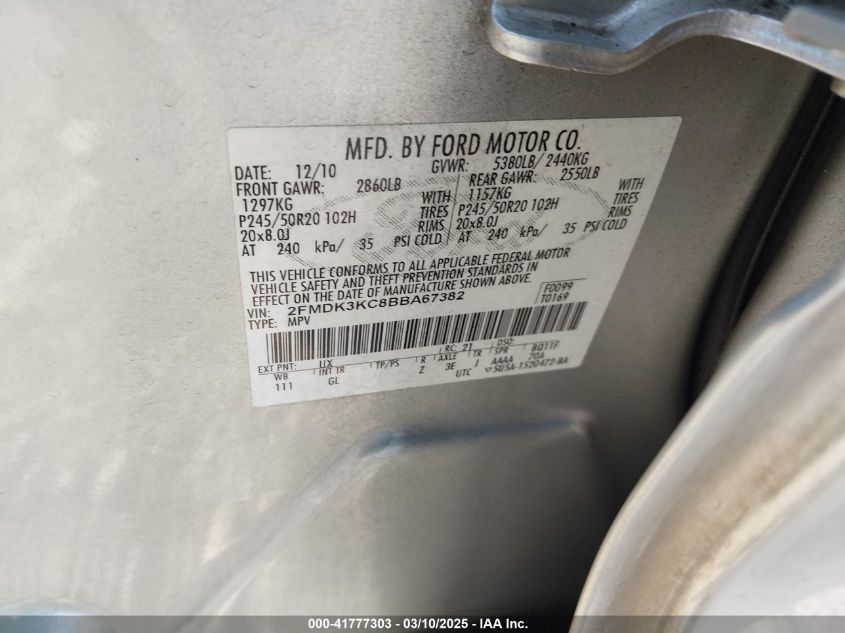 MFD. BY FORD MOTOR CO.
DATE: 12/10 GVWR: 5380LB/ 2440KG
FRONT GAWR: 2860LB REAR GAWR: 2550LB
1297KG WITH 1157KG WITH
P245/50R20 102H TIRES P245/50R20 102H TIRES
20x8.0J RIMS 20x8.0J RIMS
AT 240 kPa/ 35 PSI COLD AT 240 kPa/ 35 PSI COLD
THIS VEHICLE CONFORMS TO ALL APPLICABLE FEDERAL MOTOR
VEHICLE SAFETY AND THEFT PREVENTION STANDARDS IN
EFFECT ON THE DATE OF MANUFACTURE SHOWN ABOVE.
VIN: 2FMDK3KC8BBA67382 F0099
TYPE: MPV T0169
EXT PNT: UX RC: 21 DSO: 8Q11F
WB INT TR TP/PS R AXLE TR SPR
111 GL Z 3E J AAAA 70A
UTC ▽5U5A-1520472-BA
000-41777303 - 03/10/2025 - IAA Inc.